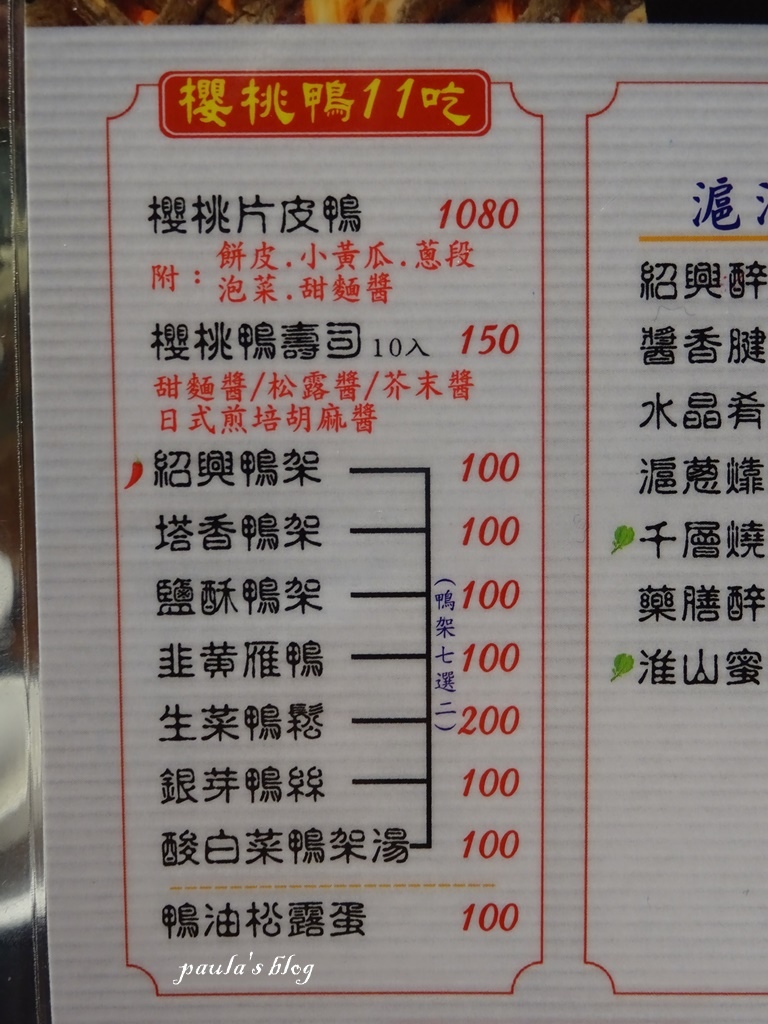 櫻桃鴨11吃
櫻桃片皮鴨 1080
附：餅皮.小黃瓜.蔥段
泡菜.甜麵醬
櫻桃鴨壽司10入 150
甜麵醬/松露醬/芥末醬
日式煎培胡麻醬
紹興鴨架 100
塔香鴨架 100
鹽酥鴨架 100
韭黃雁鴨 100
生菜鴨鬆 200
銀芽鴨絲 100
酸白菜鴨架湯 100
(鴨架七選二)
鴨油松露蛋 100
滬
紹興醉
醬香腱
水晶肴
滬蔥
千層燒
藥膳醉
淮山蜜
paula's blog